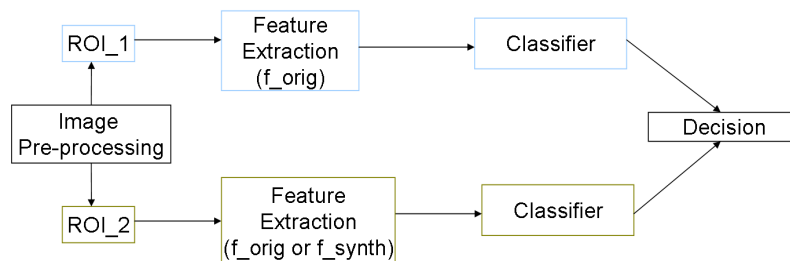 ROI_1
Feature
Extraction
(f_orig)
Classifier
Image
Pre-processing
Decision
ROI_2
Feature
Extraction
(f_orig or f_synth)
Classifier